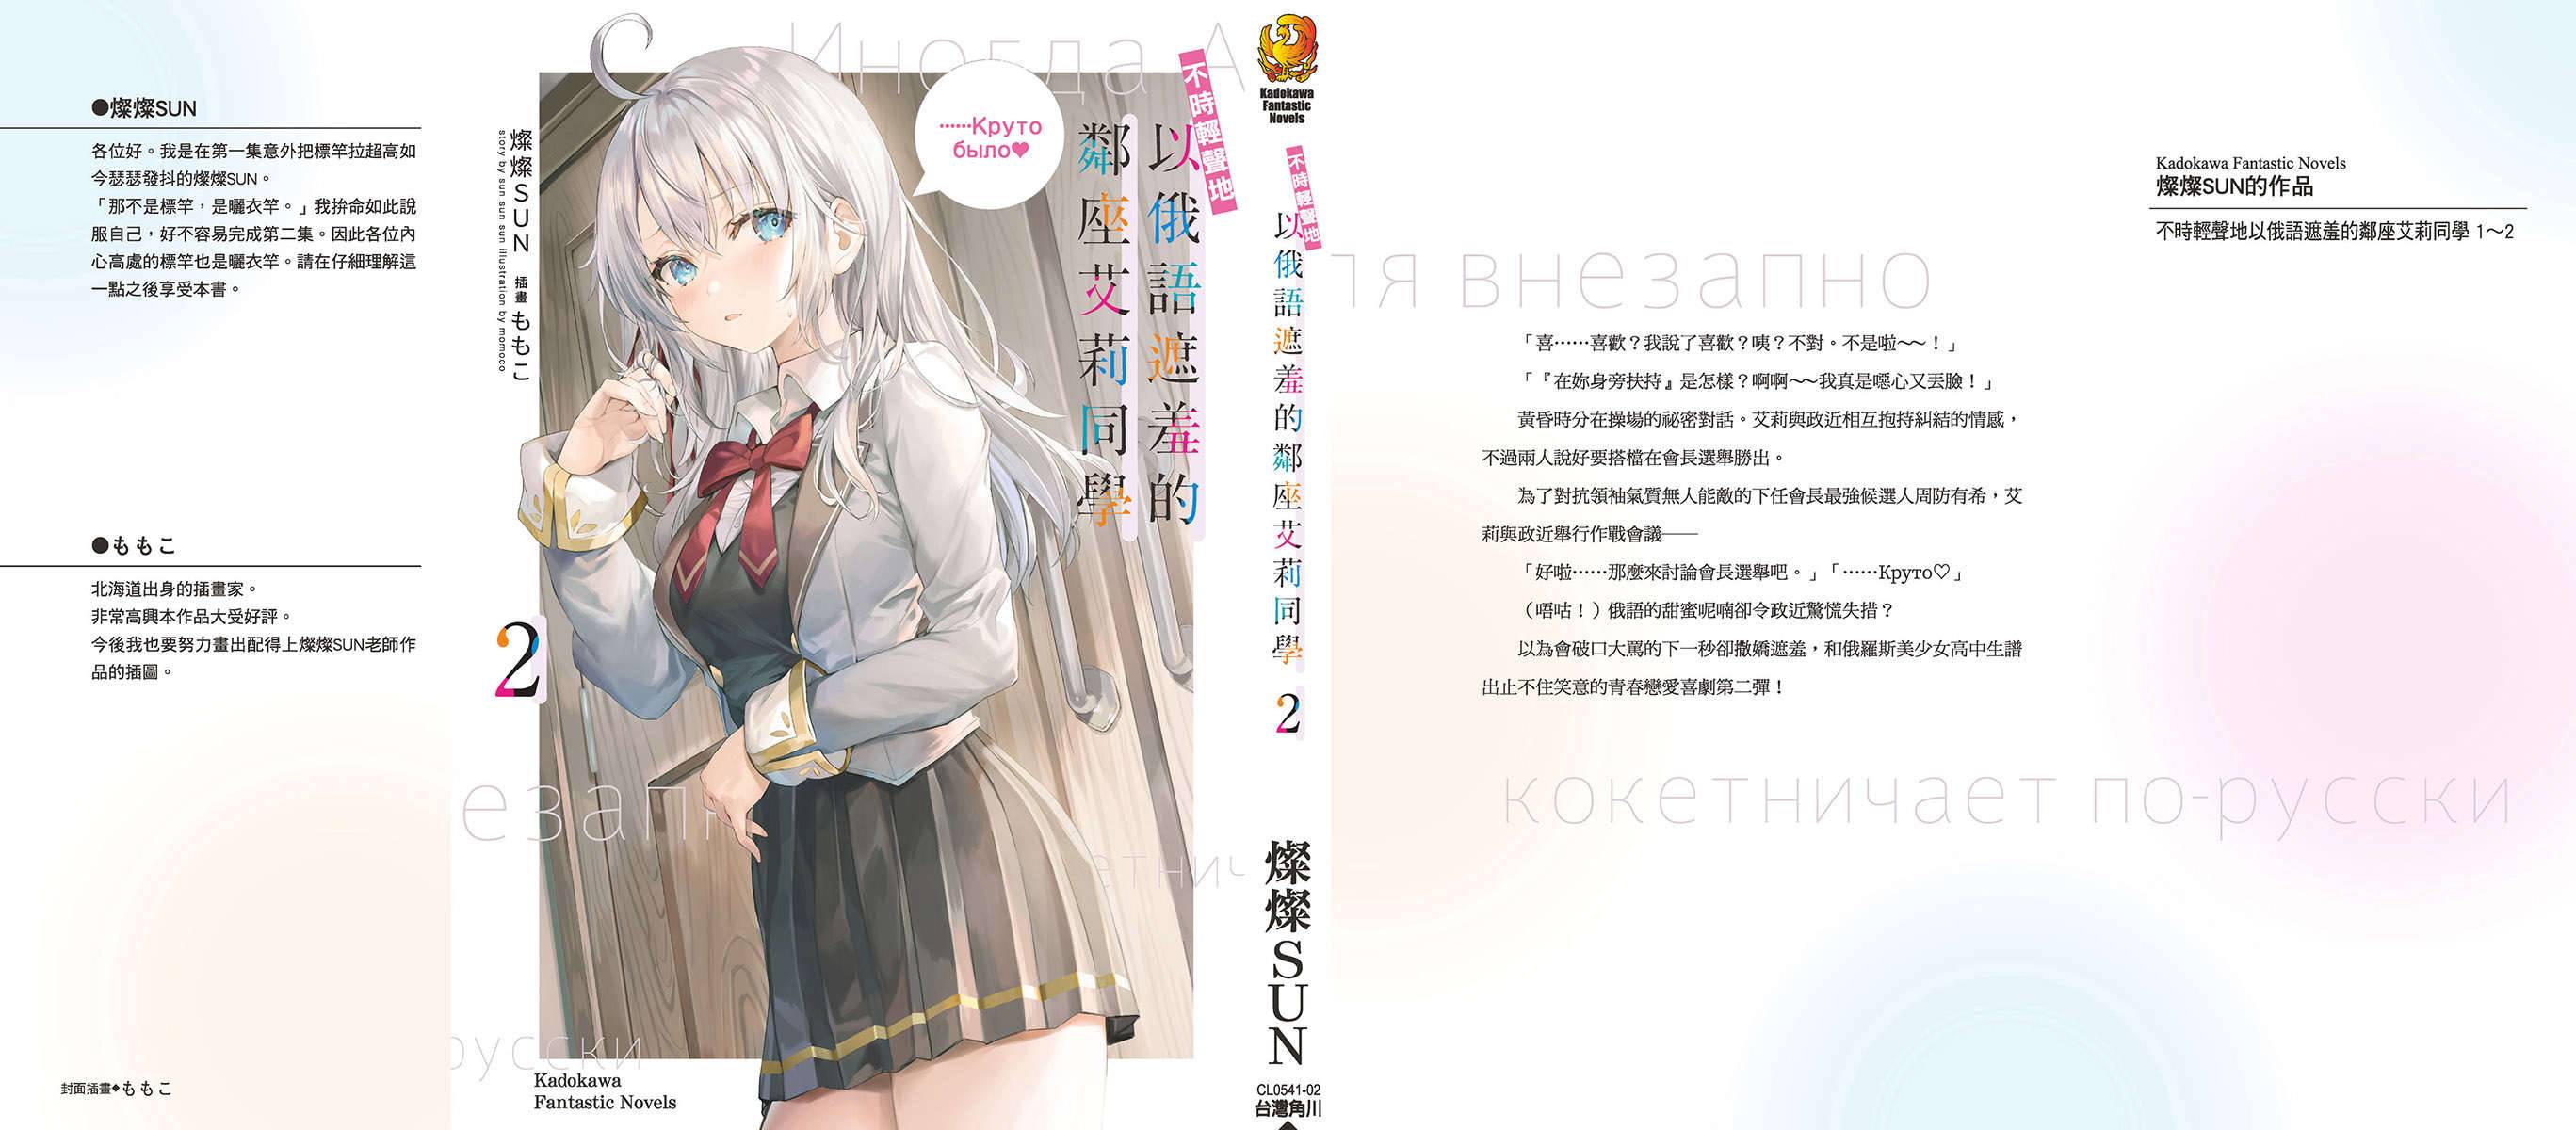 ●燦燦SUN
各位好。我是在第一集意外把標竿拉超高如
今瑟瑟發抖的燦燦SUN。
「那不是標竿，是曬衣竿。」我拚命如此說
服自己，好不容易完成第二集。因此各位內
心高處的標竿也是曬衣竿。請在仔細理解這
一點之後享受本書。
●ももこ
北海道出身的插畫家。
非常高興本作品大受好評。
今後我也要努力畫出配得上燦燦SUN老師作
品的插圖。
封面插畫◆ももこ
燦燦SUN 插畫 ももこ
story by sun sun sun illustration by momoco
2
Иногда А
……Круто
было♥
不時輕聲地
以俄語遮羞的
鄰座艾莉同學
езапн
етнич
русски
Kadokawa
Fantastic Novels
Kadokawa
Fantastic
Novels
不時輕聲地
以俄語遮羞的鄰座艾莉同學
2
燦燦SUN
CL0541-02
台灣角川
ля внезапно
「喜……喜歡？我說了喜歡？咦？不對。不是啦～～！」
「『在妳身旁扶持』是怎樣？啊啊～～我真是噁心又丟臉！」
黃昏時分在操場的祕密對話。艾莉與政近相互抱持糾結的情感，
不過兩人說好要搭檔在會長選舉勝出。
為了對抗領袖氣質無人能敵的下任會長最強候選人周防有希，艾
莉與政近舉行作戰會議──
「好啦……那麼來討論會長選舉吧。」「……Круто♡」
（唔咕！）俄語的甜蜜呢喃卻令政近驚慌失措？
以為會破口大罵的下一秒卻撒嬌遮羞，和俄羅斯美少女高中生譜
出止不住笑意的青春戀愛喜劇第二彈！
кокетничает по-русски
Kadokawa Fantastic Novels
燦燦SUN的作品
不時輕聲地以俄語遮羞的鄰座艾莉同學 1～2